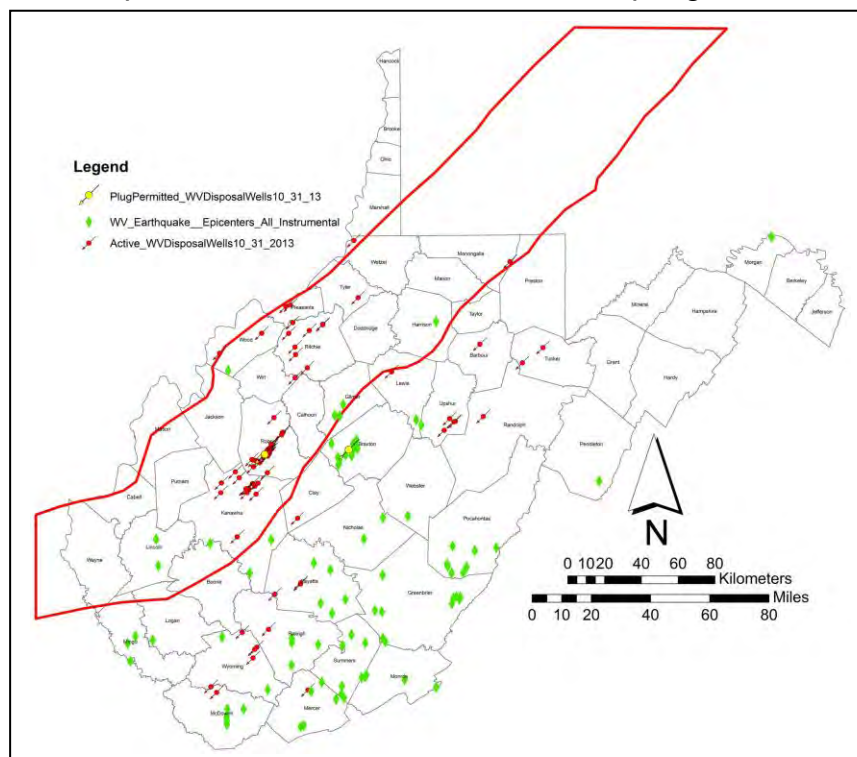 Hancock
Brooke
Ohio
Marshall
Legend
PlugPermitted_WVDisposalWells10_31_13
WV_Earthquake__Epicenters_All_Instrumental
Active_WVDisposalWells10_31_2013
Wetzel
Monongalia
Marion
Preston
Morgan
Berkeley
Jefferson
Hampshire
Mineral
Tyler
Pleasants
Doddridge
Harrison
Taylor
Wood
Ritchie
Barbour
Tucker
Grant
Hardy
Wirt
Lewis
Gilmer
Upshur
Randolph
Jackson
Calhoun
Mason
Roane
Braxton
Pendleton
Putnam
Cabell
Webster
Clay
Kanawha
Nicholas
Pocahontas
Wayne
Lincoln
N
Boone
Fayette
Greenbrier
0 10 20 40 60 80
Kilometers
Miles
0 10 20 40 60 80
Logan
Mingo
Raleigh
Wyoming
Summers
Monroe
McDowell
Mercer